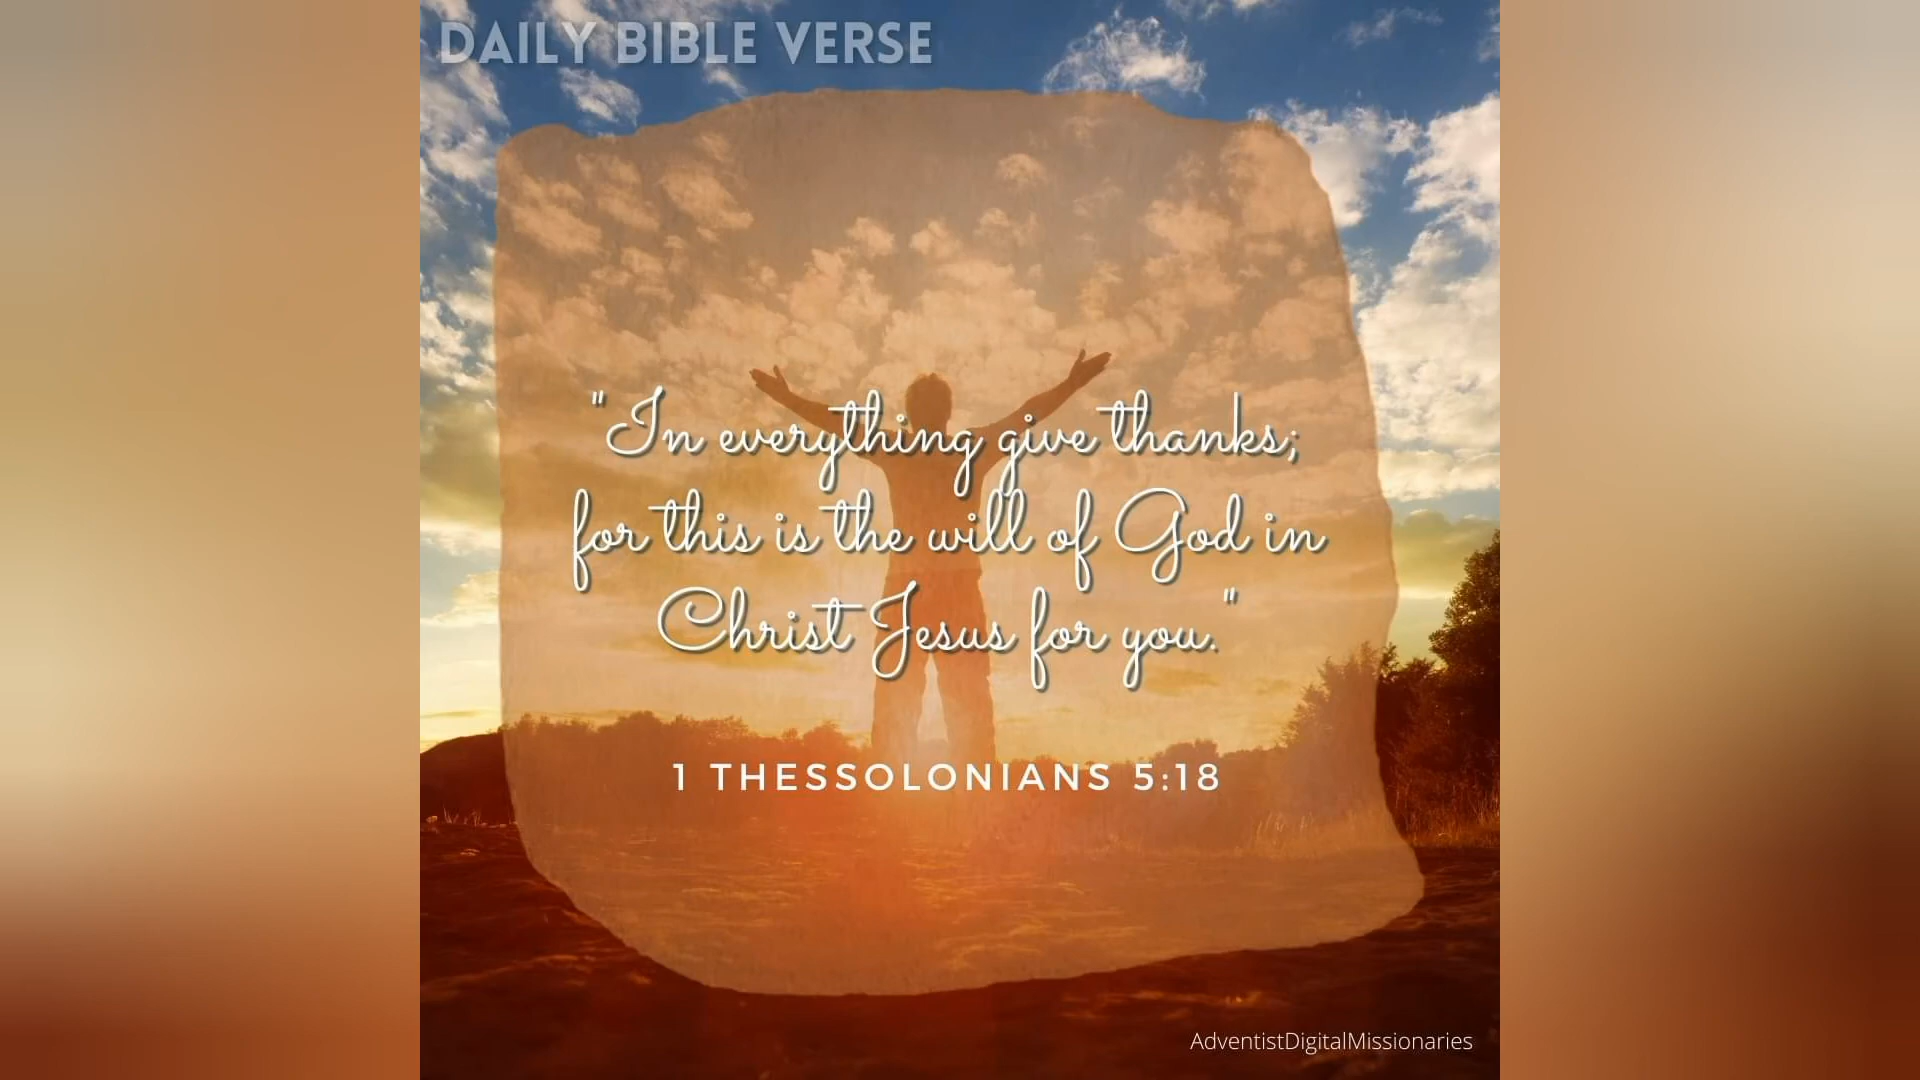 DAILY BIBLE VERSE
"In everything give thanks;
for this is the will of God in
Christ Jesus for you."
1 THESSOLONIANS 5:18
AdventistDigitalMissionaries